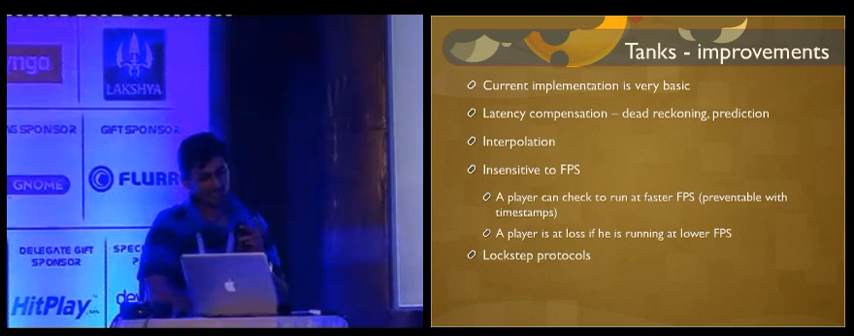 LAKSHYA
GIFT SPONSOR
GNOME
FLURR
DELEGATE GIFT
SPONSOR
HitPlay
Tanks - improvements
Current implementation is very basic
Latency compensation – dead reckoning, prediction
Interpolation
Insensitive to FPS
A player can check to run at faster FPS (preventable with
timestamps)
A player is at loss if he is running at lower FPS
Lockstep protocols